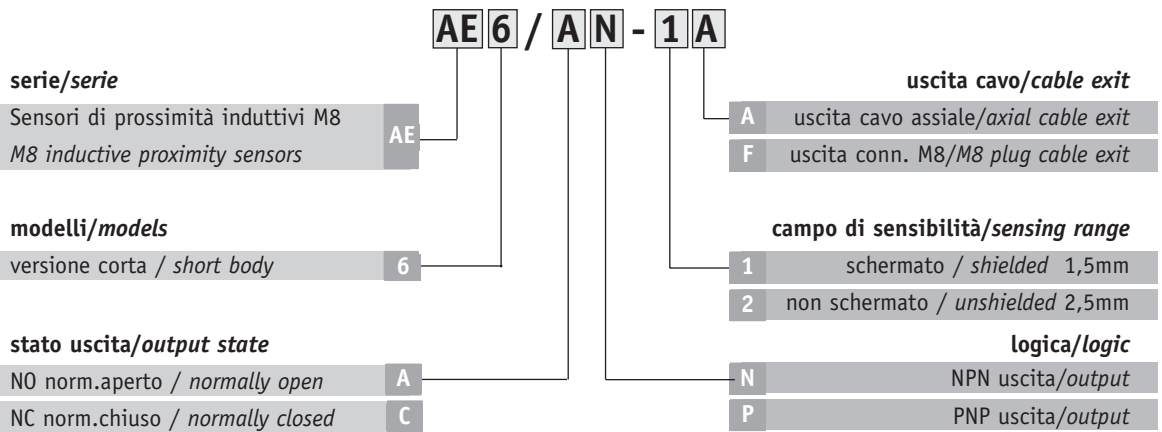 AE6/AN-1A
serie/serie
Sensori di prossimità induttivi M8
M8 inductive proximity sensors
AE
modelli/models
versione corta / short body 6
stato uscita/output state
NO norm.aperto / normally open A
NC norm.chiuso / normally closed C
uscita cavo/cable exit
A uscita cavo assiale/axial cable exit
F uscita conn. M8/M8 plug cable exit
campo di sensibilità/sensing range
1 schermato / shielded 1,5mm
2 non schermato / unshielded 2,5mm
logica/logic
N NPN uscita/output
P PNP uscita/output